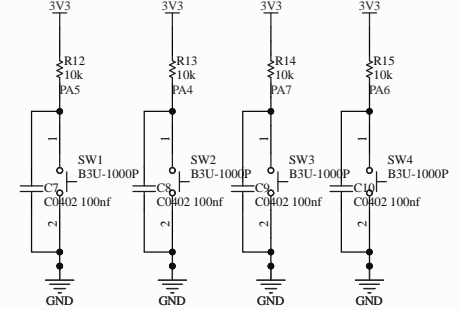 3V3 3V3 3V3 3V3
R12 R13 R14 R15
10k 10k 10k 10k
PA5 PA4 PA7 PA6
1 1 1 1
SW1 SW2 SW3 SW4
B3U-1000P B3U-1000P B3U-1000P B3U-1000P
C7 C8 C9 C10
C0402 100nf C0402 100nf C0402 100nf C0402 100nf
2 2 2 2
GND GND GND GND